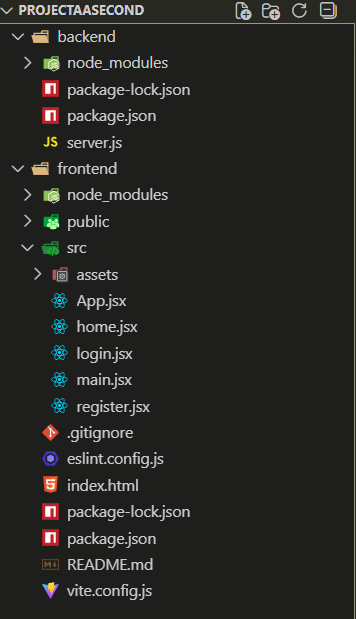 PROJECTAASECOND
backend
node_modules
package-lock.json
package.json
JS server.js
frontend
node_modules
public
src
assets
App.jsx
home.jsx
login.jsx
main.jsx
register.jsx
.gitignore
eslint.config.js
index.html
package-lock.json
package.json
README.md
vite.config.js